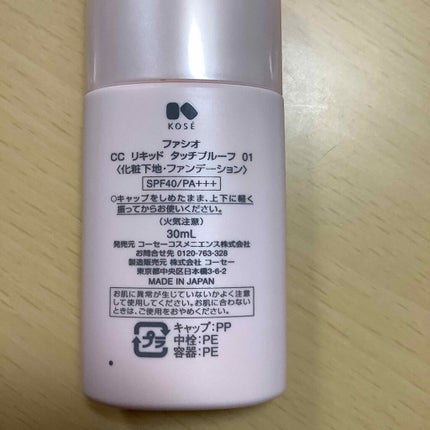 KOSÉ
ファシオ
CC リキッド タッチプルーフ 01
〈化粧下地・ファンデーション〉
SPF40/PA+++
○キャップをしめたまま、上下に軽く
振ってからお使いください。
〈火気注意〉
30mL
発売元 コーセーコスメニエンス株式会社
お問合せ先 0120-763-328
製造販売元 株式会社 コーセー
東京都中央区日本橋3-6-2
MADE IN JAPAN
お肌に異常が生じていないかよく注意
して使用してください。お肌に合わない
ときは、ご使用をおやめください。
プラ
キャップ:PP
中栓:PE
容器:PE